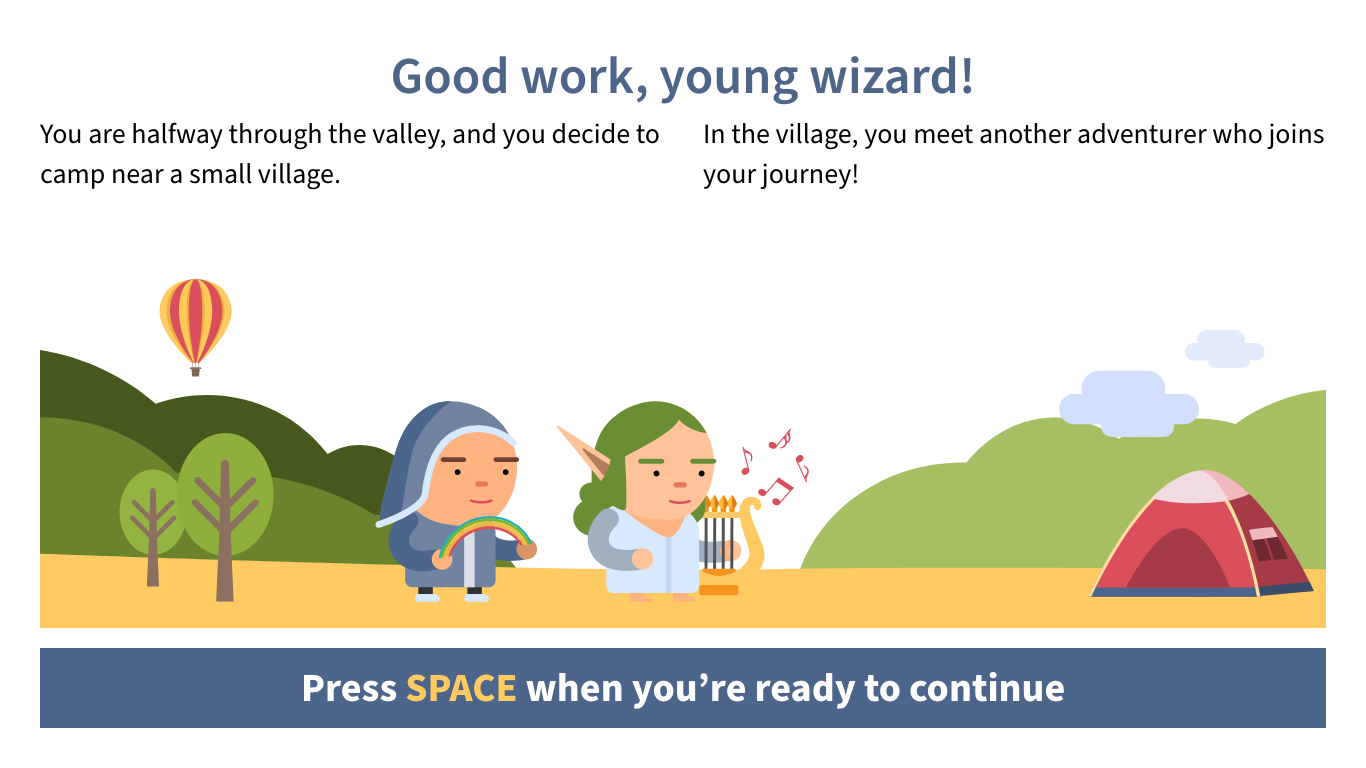 Good work, young wizard!
You are halfway through the valley, and you decide to
camp near a small village.
In the village, you meet another adventurer who joins
your journey!
Press SPACE when you’re ready to continue